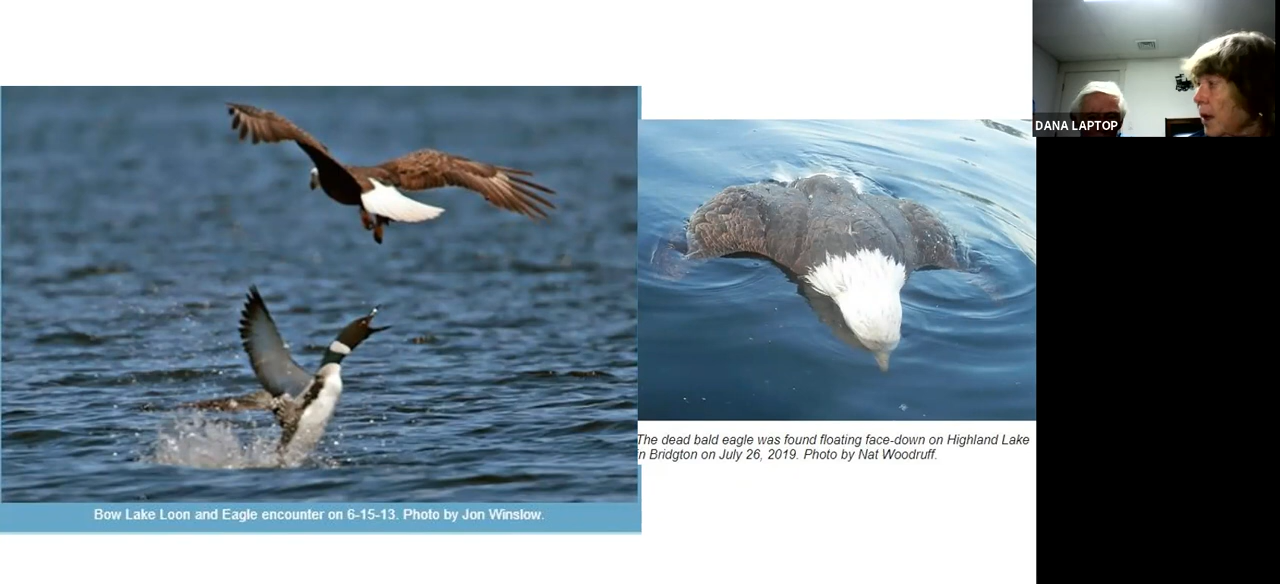 DANA LAPTOP
The dead bald eagle was found floating face-down on Highland Lake
n Bridgton on July 26, 2019. Photo by Nat Woodruff.
Bow Lake Loon and Eagle encounter on 6-15-13. Photo by Jon Winslow.